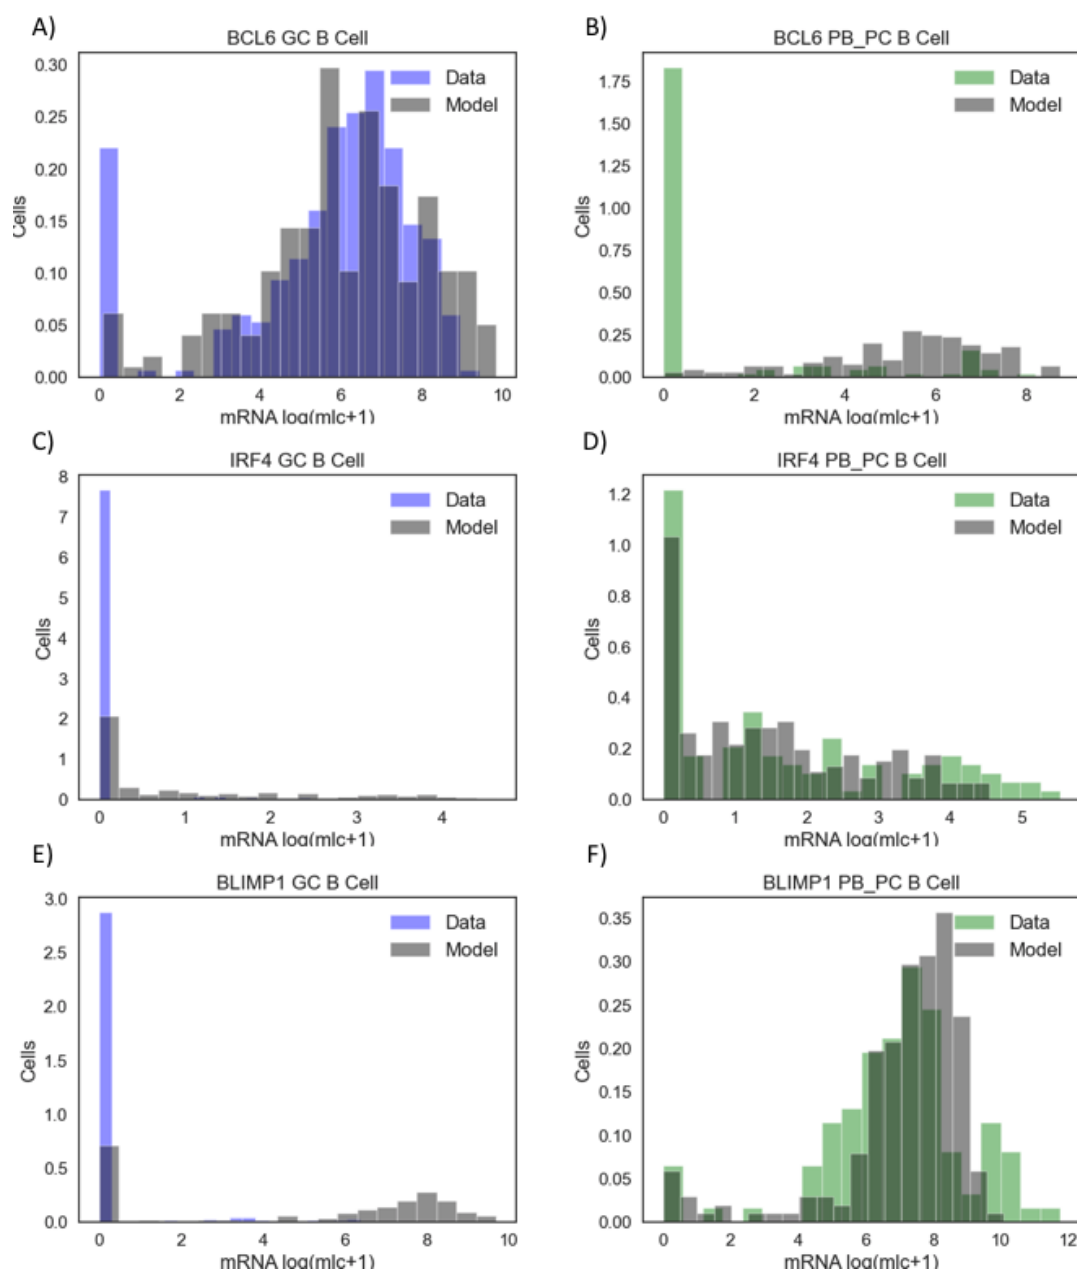 A)
BCL6 GC B Cell
Data
Model
0.30
0.25
0.20
0.15
0.10
0.05
0.00
Cells
0 2 4 6 8 10
mRNA log(mlc+1)
B)
BCL6 PB_PC B Cell
Data
Model
1.75
1.50
1.25
1.00
0.75
0.50
0.25
0.00
Cells
0 2 4 6 8
mRNA log(mlc+1)
C)
IRF4 GC B Cell
Data
Model
8
7
6
5
4
3
2
1
0
Cells
0 1 2 3 4
mRNA log(mlc+1)
D)
IRF4 PB_PC B Cell
Data
Model
1.2
1.0
0.8
0.6
0.4
0.2
0.0
Cells
0 1 2 3 4 5
mRNA log(mlc+1)
E)
BLIMP1 GC B Cell
Data
Model
3.0
2.5
2.0
1.5
1.0
0.5
0.0
Cells
0 2 4 6 8 10
mRNA log(mlc+1)
F)
BLIMP1 PB_PC B Cell
Data
Model
0.35
0.30
0.25
0.20
0.15
0.10
0.05
0.00
Cells
0 2 4 6 8 10 12
mRNA log(mlc+1)